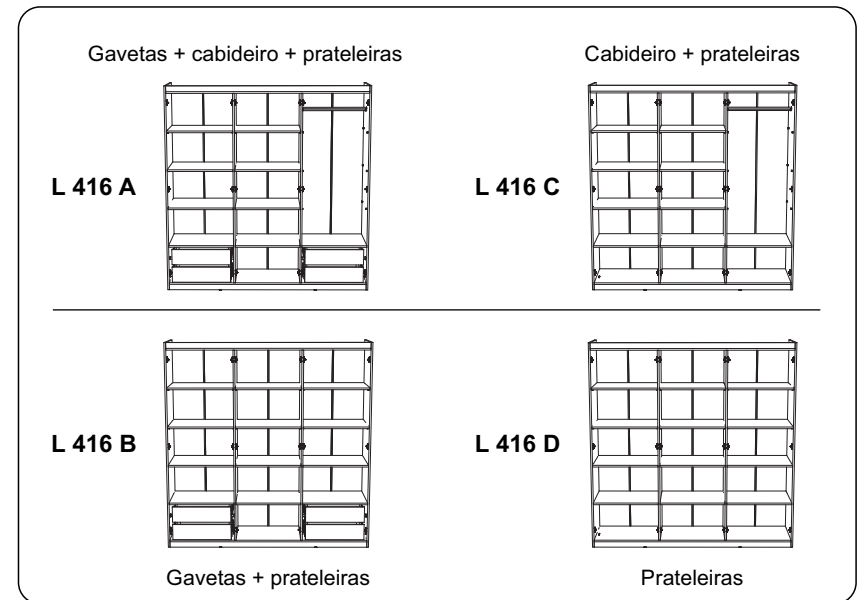 Gavetas + cabideiro + prateleiras
Cabideiro + prateleiras
L 416 A
L 416 C
L 416 B
L 416 D
Gavetas + prateleiras
Prateleiras